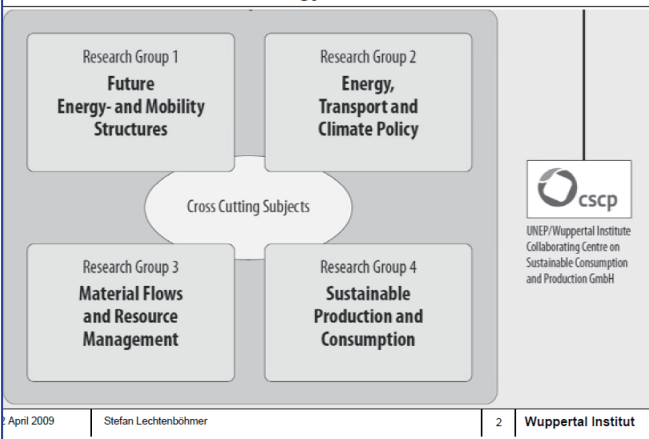 Research Group 1
Future
Energy- and Mobility
Structures
Research Group 2
Energy,
Transport and
Climate Policy
Cross Cutting Subjects
Research Group 3
Material Flows
and Resource
Management
Research Group 4
Sustainable
Production and
Consumption
cscp
UNEP/Wuppertal Institute
Collaborating Centre on
Sustainable Consumption
and Production GmbH
April 2009
Stefan Lechtenböhmer
2
Wuppertal Institut